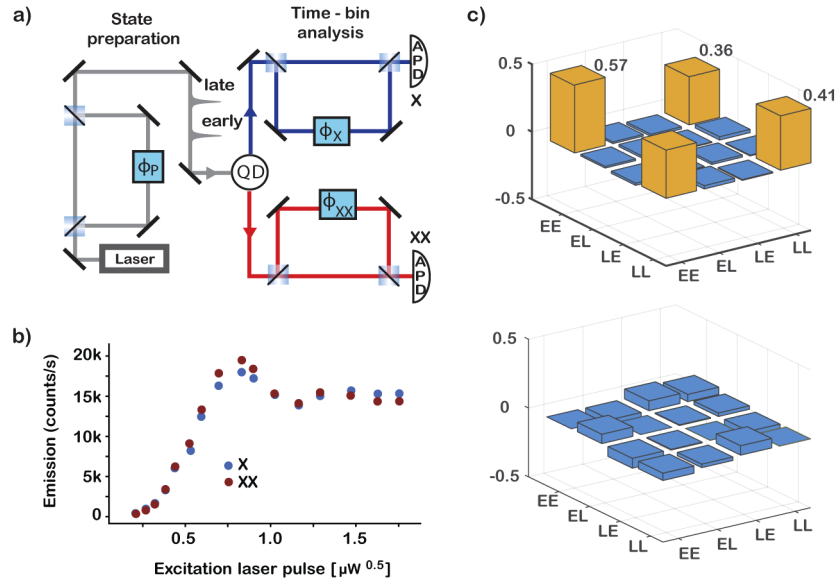 a)
State
preparation
Time - bin
analysis
late
early
A
P
D
X
ϕX
ϕP
QD
ϕXX
XX
A
P
D
Laser
b)
20k
15k
10k
5k
0
Emission (counts/s)
X
XX
0.5
1.0
1.5
Excitation laser pulse [ µW 0.5 ]
c)
0.5
0
-0.5
0.57
0.36
0.41
EE
EL
LE
LL
EE
EL
LE
LL
0.5
0
-0.5
EE
EL
LE
LL
EE
EL
LE
LL